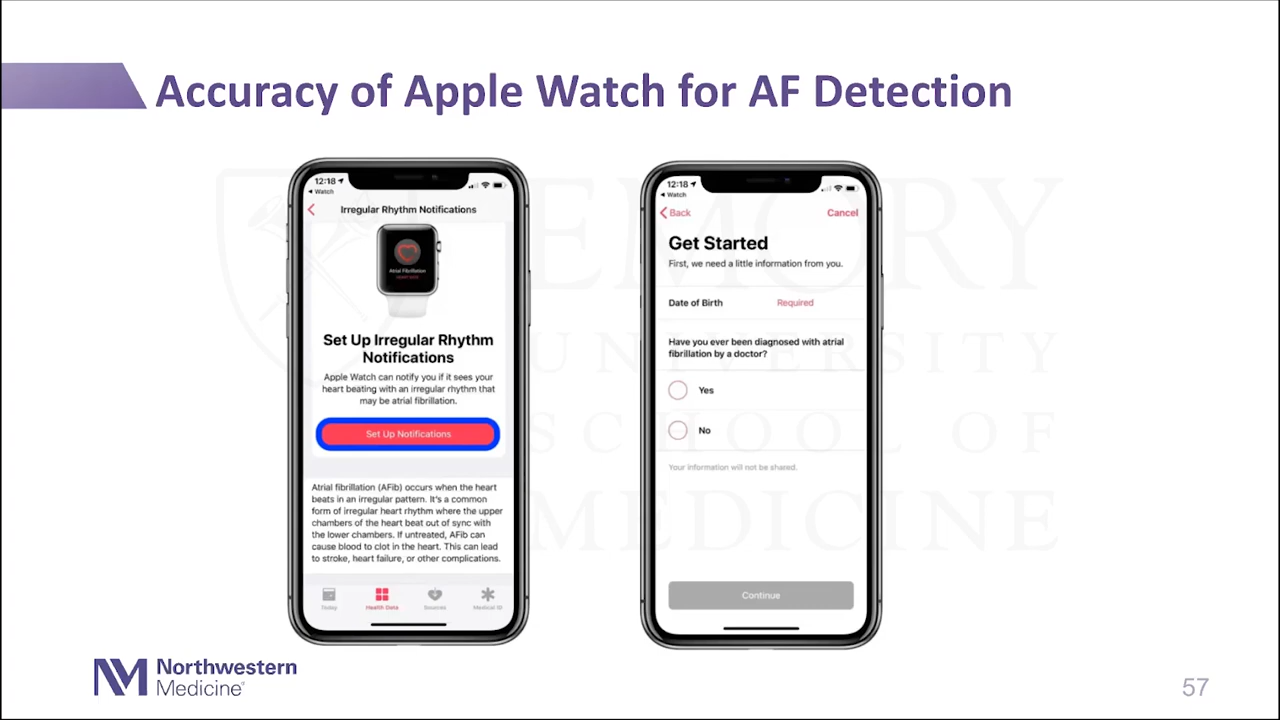 Accuracy of Apple Watch for AF Detection
12:18
Watch
Irregular Rhythm Notifications
Atrial Fibrillation
Set Up Irregular Rhythm
Notifications
Apple Watch can notify you if it sees your
heart beating with an irregular rhythm that
may be atrial fibrillation.
Set Up Notifications
Atrial fibrillation (AFib) occurs when the heart
beats in an irregular pattern. It's a common
form of irregular heart rhythm where the upper
chambers of the heart beat out of sync with
the lower chambers. If untreated, AFib can
cause blood to clot in the heart. This can lead
to stroke, heart failure, or other complications.
Today
Health Data
Sources
Medical ID
12:18
Watch
Back
Cancel
Get Started
First, we need a little information from you.
Date of Birth
Required
Have you ever been diagnosed with atrial
fibrillation by a doctor?
Yes
No
Your information will not be shared.
Continue
EMORY
UNIVERSITY
SCHOOL OF
MEDICINE
Northwestern
Medicine
57